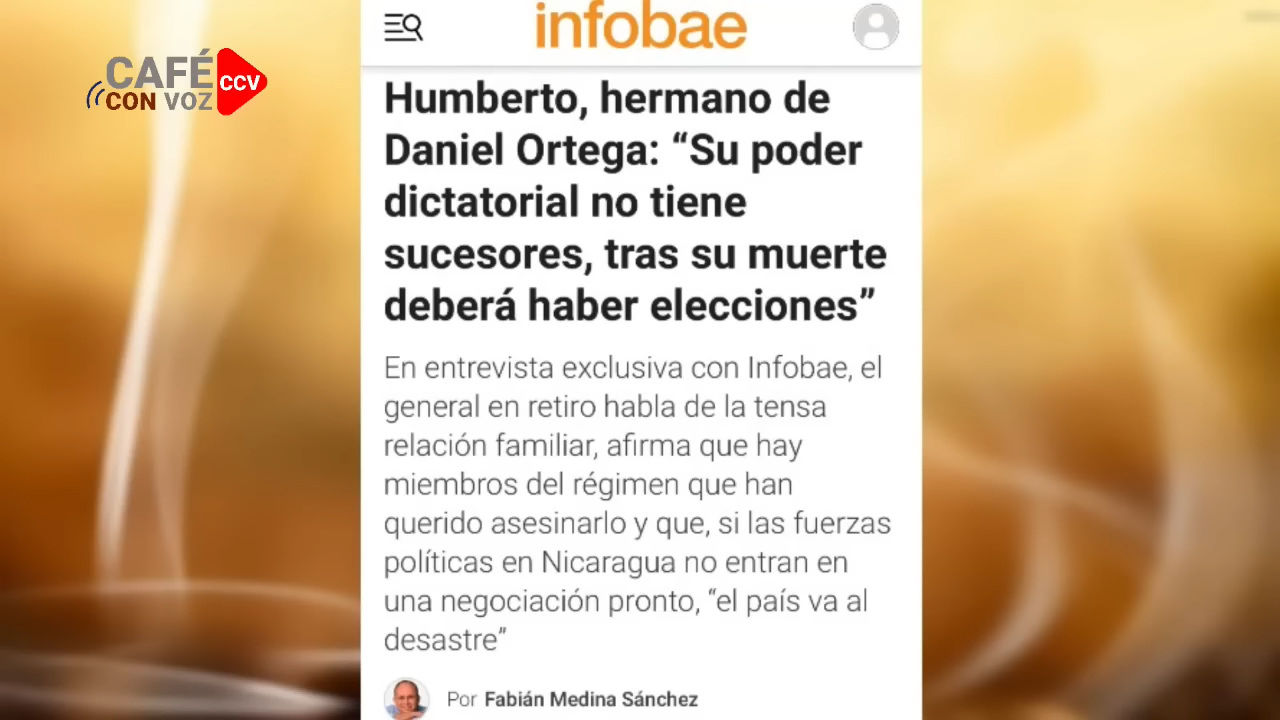 CAFÉ
CON VOZ
CCV
infobae
Humberto, hermano de
Daniel Ortega: “Su poder
dictatorial no tiene
sucesores, tras su muerte
deberá haber elecciones”
En entrevista exclusiva con Infobae, el
general en retiro habla de la tensa
relación familiar, afirma que hay
miembros del régimen que han
querido asesinarlo y que, si las fuerzas
políticas en Nicaragua no entran en
una negociación pronto, “el país va al
desastre”
Por Fabián Medina Sánchez